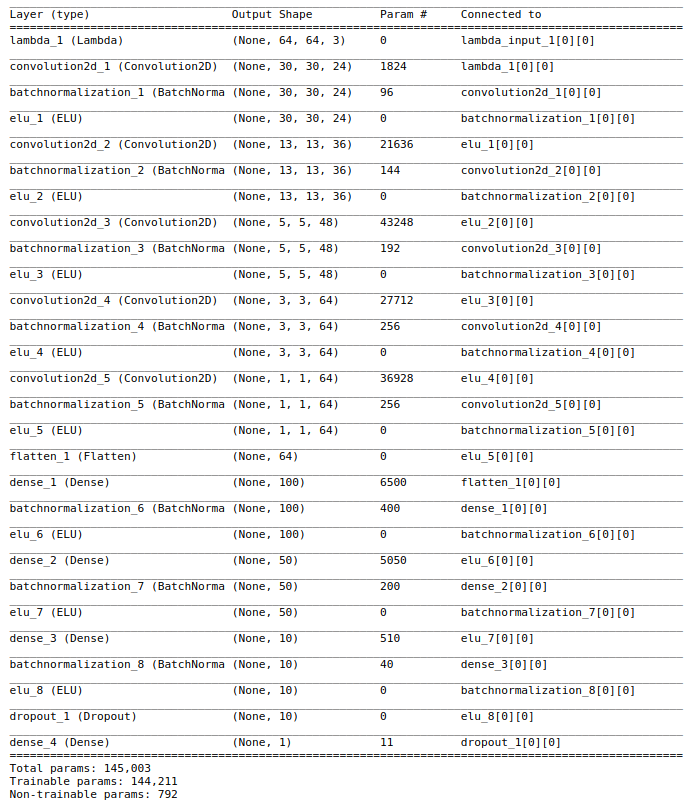 Layer (type) Output Shape Param # Connected to
lambda_1 (Lambda) (None, 64, 64, 3) 0 lambda_input_1[0][0]
convolution2d_1 (Convolution2D) (None, 30, 30, 24) 1824 lambda_1[0][0]
batchnormalization_1 (BatchNorma (None, 30, 30, 24) 96 convolution2d_1[0][0]
elu_1 (ELU) (None, 30, 30, 24) 0 batchnormalization_1[0][0]
convolution2d_2 (Convolution2D) (None, 13, 13, 36) 21636 elu_1[0][0]
batchnormalization_2 (BatchNorma (None, 13, 13, 36) 144 convolution2d_2[0][0]
elu_2 (ELU) (None, 13, 13, 36) 0 batchnormalization_2[0][0]
convolution2d_3 (Convolution2D) (None, 5, 5, 48) 43248 elu_2[0][0]
batchnormalization_3 (BatchNorma (None, 5, 5, 48) 192 convolution2d_3[0][0]
elu_3 (ELU) (None, 5, 5, 48) 0 batchnormalization_3[0][0]
convolution2d_4 (Convolution2D) (None, 3, 3, 64) 27712 elu_3[0][0]
batchnormalization_4 (BatchNorma (None, 3, 3, 64) 256 convolution2d_4[0][0]
elu_4 (ELU) (None, 3, 3, 64) 0 batchnormalization_4[0][0]
convolution2d_5 (Convolution2D) (None, 1, 1, 64) 36928 elu_4[0][0]
batchnormalization_5 (BatchNorma (None, 1, 1, 64) 256 convolution2d_5[0][0]
elu_5 (ELU) (None, 1, 1, 64) 0 batchnormalization_5[0][0]
flatten_1 (Flatten) (None, 64) 0 elu_5[0][0]
dense_1 (Dense) (None, 100) 6500 flatten_1[0][0]
batchnormalization_6 (BatchNorma (None, 100) 400 dense_1[0][0]
elu_6 (ELU) (None, 100) 0 batchnormalization_6[0][0]
dense_2 (Dense) (None, 50) 5050 elu_6[0][0]
batchnormalization_7 (BatchNorma (None, 50) 200 dense_2[0][0]
elu_7 (ELU) (None, 50) 0 batchnormalization_7[0][0]
dense_3 (Dense) (None, 10) 510 elu_7[0][0]
batchnormalization_8 (BatchNorma (None, 10) 40 dense_3[0][0]
elu_8 (ELU) (None, 10) 0 batchnormalization_8[0][0]
dropout_1 (Dropout) (None, 10) 0 elu_8[0][0]
dense_4 (Dense) (None, 1) 11 dropout_1[0][0]
Total params: 145,003
Trainable params: 144,211
Non-trainable params: 792